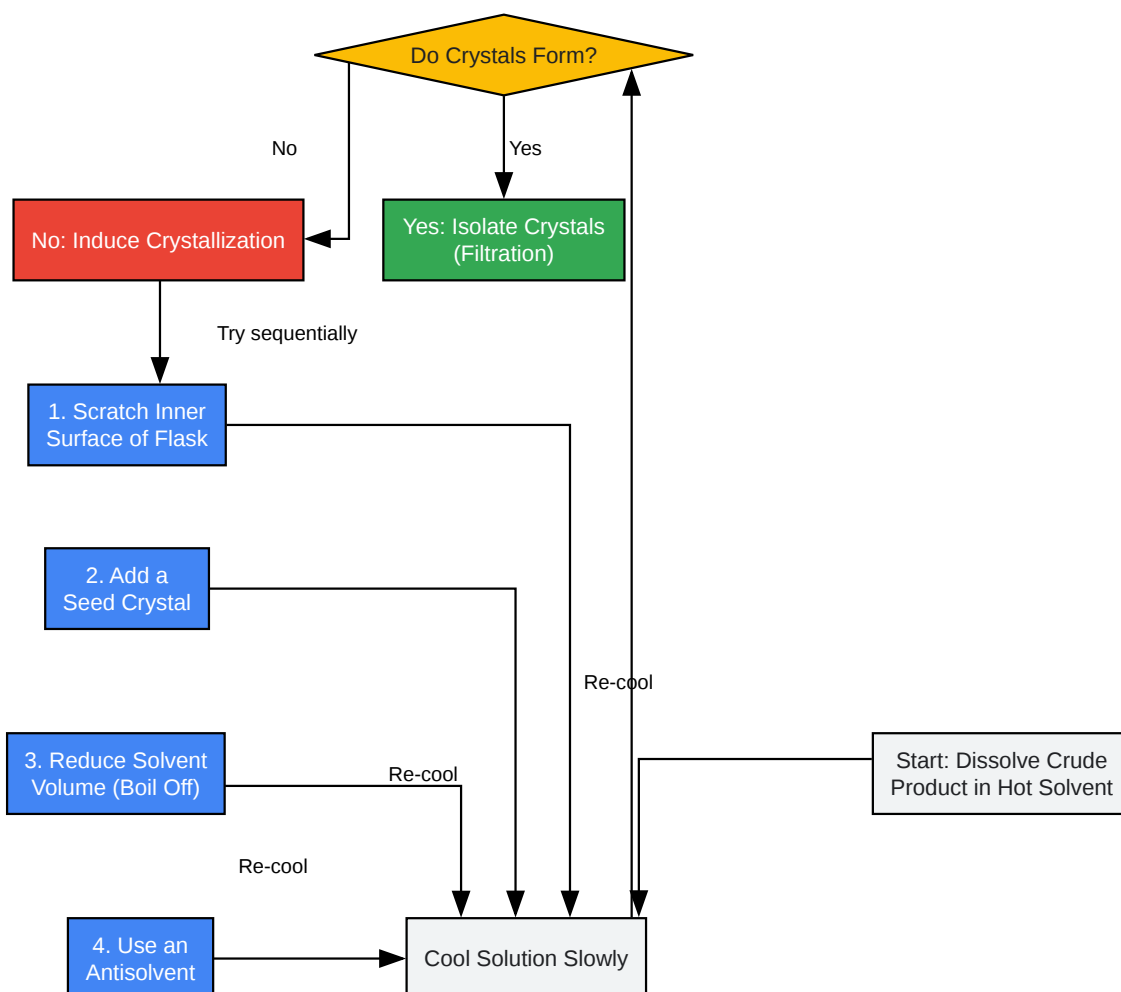 Do Crystals Form?
No
Yes
No: Induce Crystallization
Yes: Isolate Crystals
(Filtration)
Try sequentially
1. Scratch Inner
Surface of Flask
2. Add a
Seed Crystal
Re-cool
3. Reduce Solvent
Volume (Boil Off)
Re-cool
Start: Dissolve Crude
Product in Hot Solvent
Re-cool
4. Use an
Antisolvent
Cool Solution Slowly